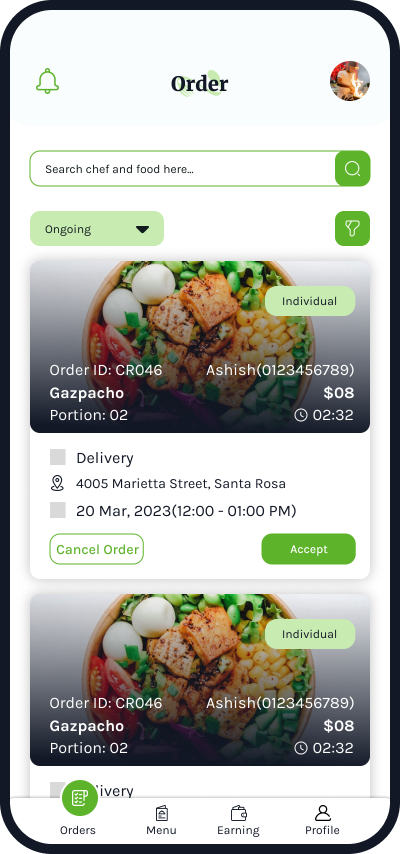 Order
Search chef and food here...
Ongoing
Individual
Order ID: CR046 Ashish(0123456789)
Gazpacho $08
Portion: 02 02:32
Delivery
4005 Marietta Street, Santa Rosa
20 Mar, 2023(12:00 - 01:00 PM)
Cancel Order Accept
Individual
Order ID: CR046 Ashish(0123456789)
Gazpacho $08
Portion: 02 02:32
livery
Orders Menu Earning Profile